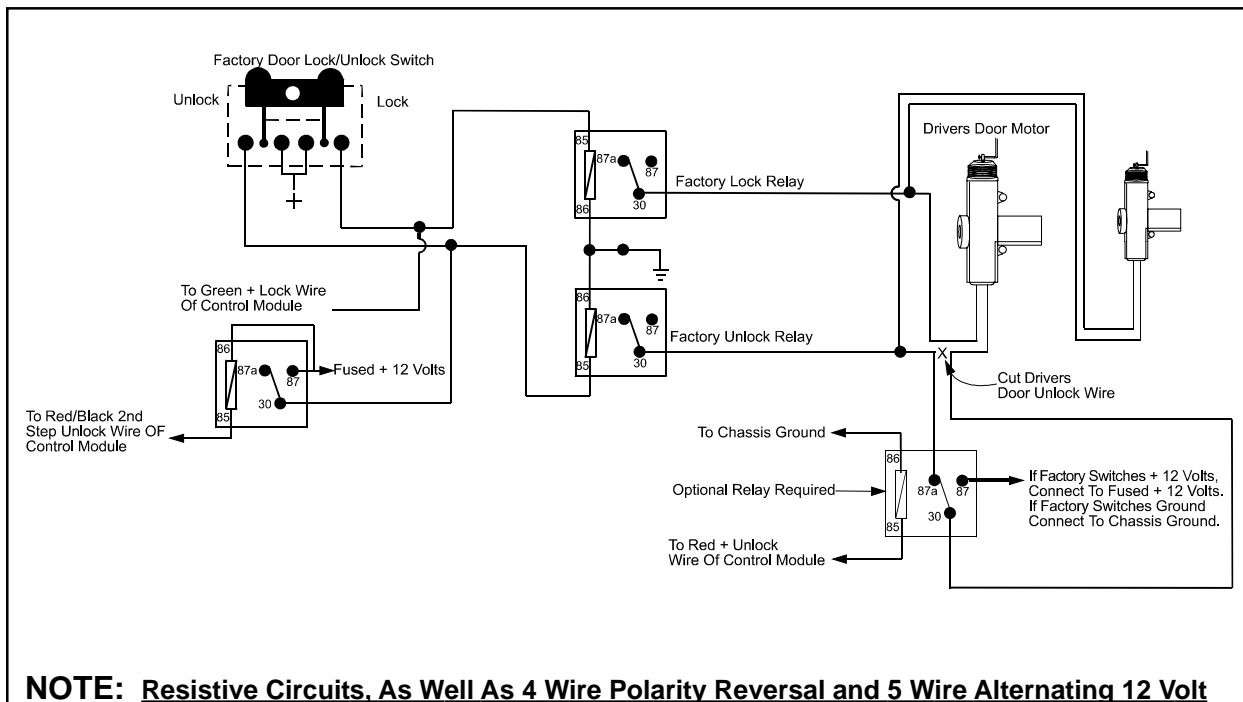 Factory Door Lock/Unlock Switch
Unlock
Lock
+
85
87a
87
86
30
Factory Lock Relay
Drivers Door Motor
To Green + Lock Wire
Of Control Module
86
87a
87
30
85
Factory Unlock Relay
86
87a
87
30
85
Fused + 12 Volts
To Red/Black 2nd
Step Unlock Wire OF
Control Module
X
Cut Drivers
Door Unlock Wire
To Chassis Ground
86
87a
87
30
85
Optional Relay Required
If Factory Switches + 12 Volts,
Connect To Fused + 12 Volts.
If Factory Switches Ground
Connect To Chassis Ground.
To Red + Unlock
Wire Of Control Module
NOTE: Resistive Circuits, As Well As 4 Wire Polarity Reversal and 5 Wire Alternating 12 Volt